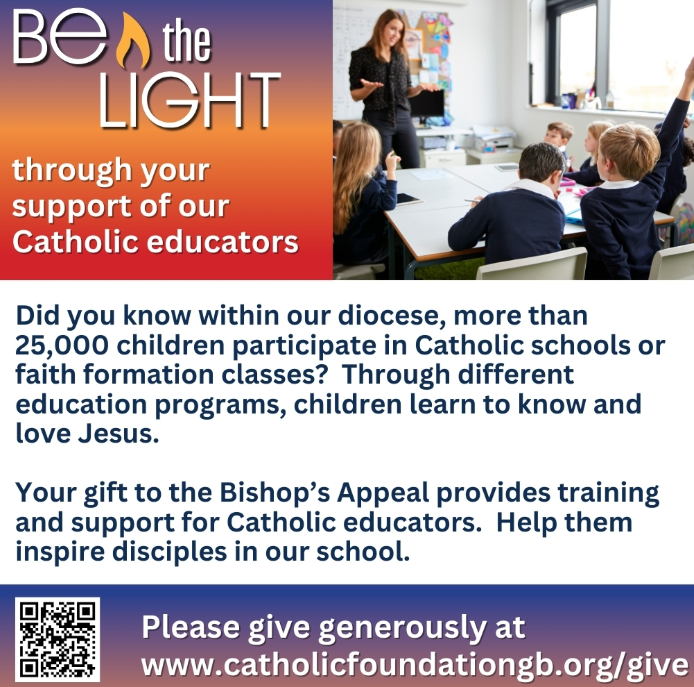 BE the
LIGHT
through your
support of our
Catholic educators
Did you know within our diocese, more than
25,000 children participate in Catholic schools or
faith formation classes? Through different
education programs, children learn to know and
love Jesus.
Your gift to the Bishop's Appeal provides training
and support for Catholic educators. Help them
inspire disciples in our school.
Please give generously at
www.catholicfoundationgb.org/give